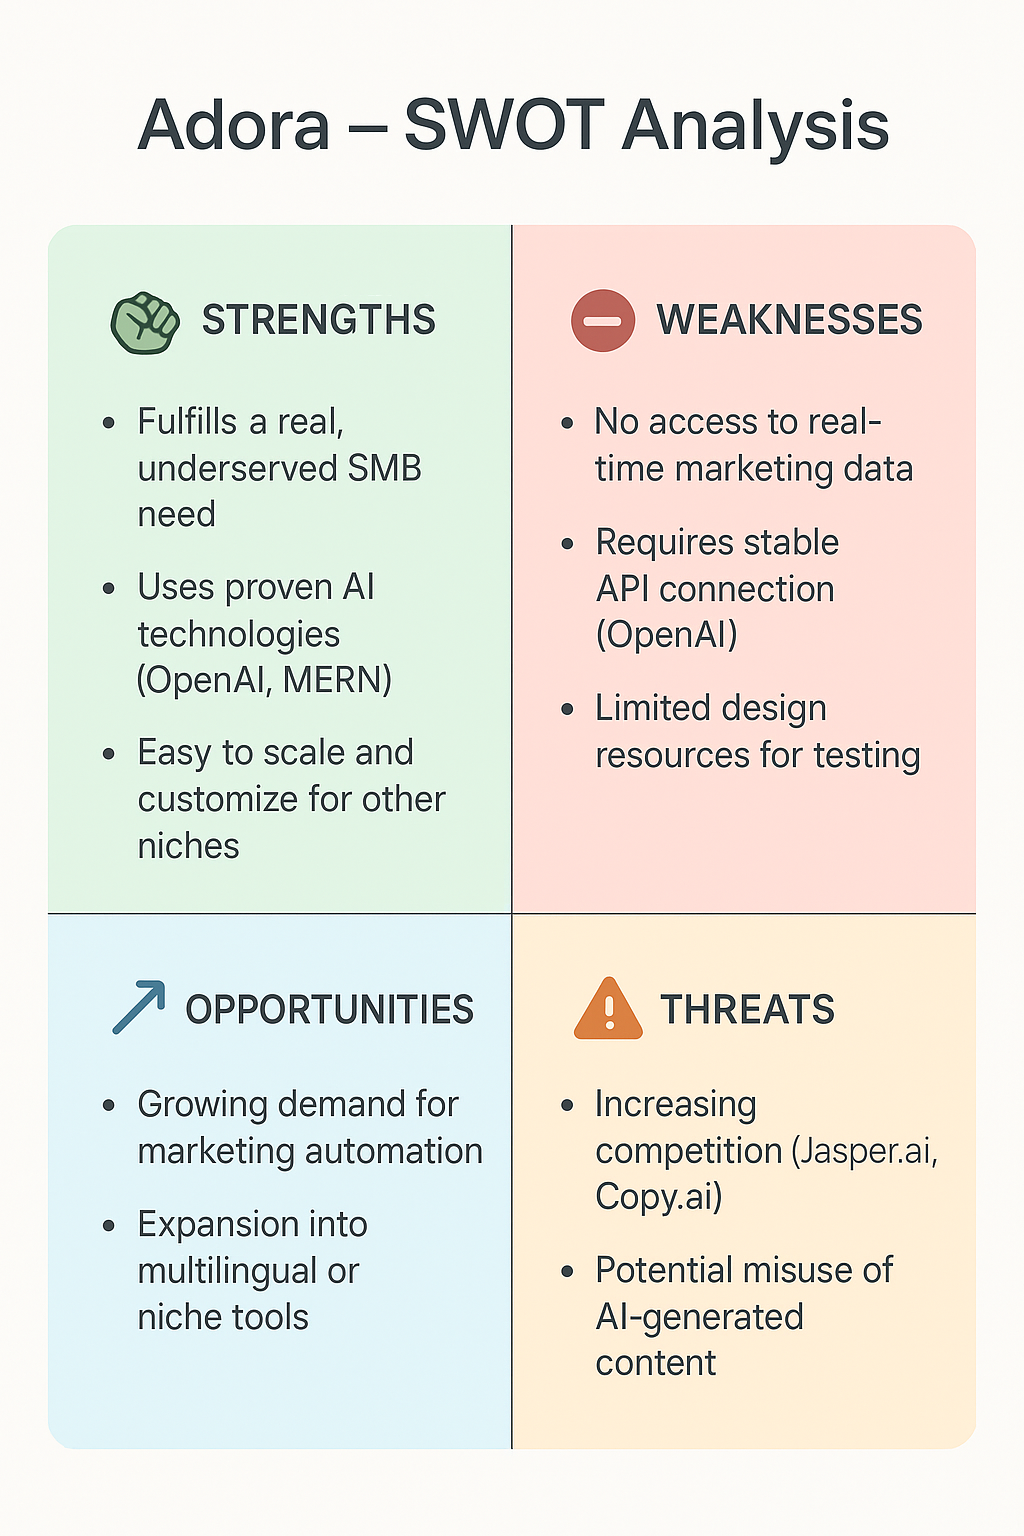 Adora – SWOT Analysis
STRENGTHS
• Fulfills a real,
underserved SMB
need
• Uses proven AI
technologies
(OpenAI, MERN)
• Easy to scale and
customize for other
niches
WEAKNESSES
• No access to real-
time marketing data
• Requires stable
API connection
(OpenAI)
• Limited design
resources for testing
OPPORTUNITIES
• Growing demand for
marketing automation
• Expansion into
multilingual or
niche tools
THREATS
• Increasing
competition (Jasper.ai,
Copy.ai)
• Potential misuse of
AI-generated
content